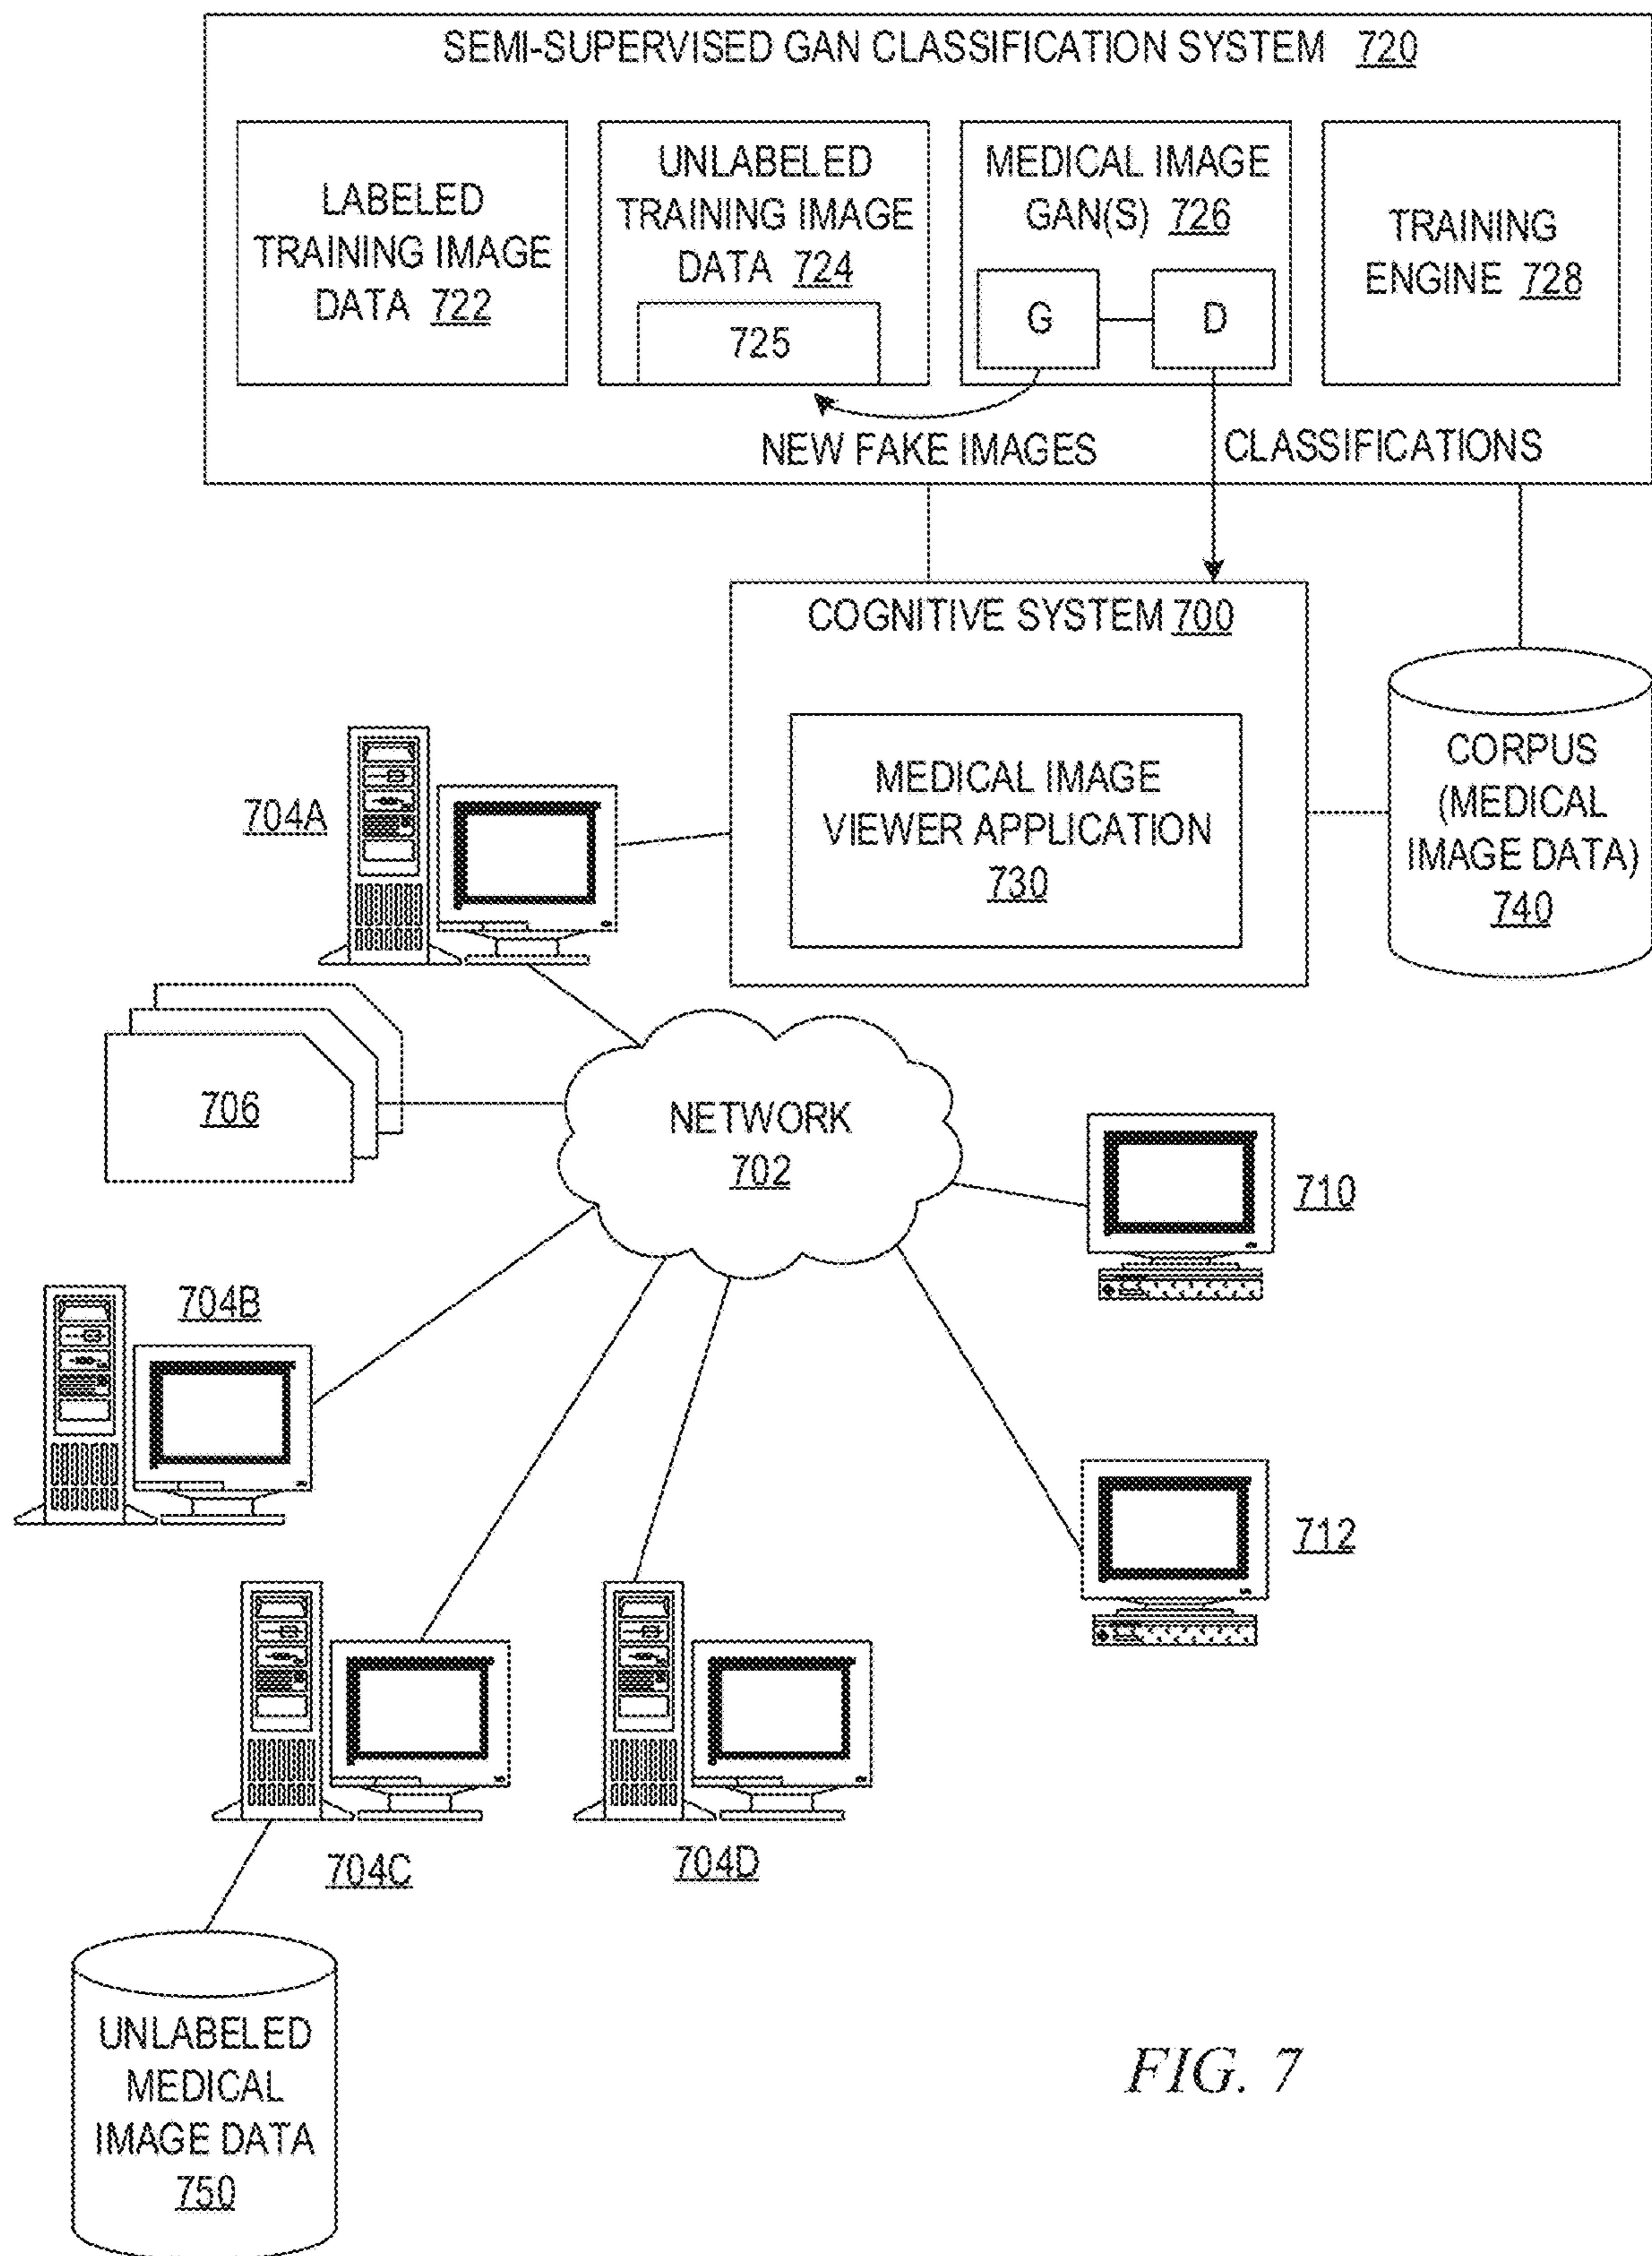 SEMI-SUPERVISED GAN CLASSIFICATION SYSTEM 720
LABELED
TRAINING IMAGE
DATA 722
UNLABELED
TRAINING IMAGE
DATA 724
725
MEDICAL IMAGE
GAN(S) 726
G
D
TRAINING
ENGINE 728
NEW FAKE IMAGES
CLASSIFICATIONS
COGNITIVE SYSTEM 700
MEDICAL IMAGE
VIEWER APPLICATION
730
CORPUS
(MEDICAL
IMAGE DATA)
740
704A
706
NETWORK
702
710
704B
712
704C
704D
UNLABELED
MEDICAL
IMAGE DATA
750
FIG. 7